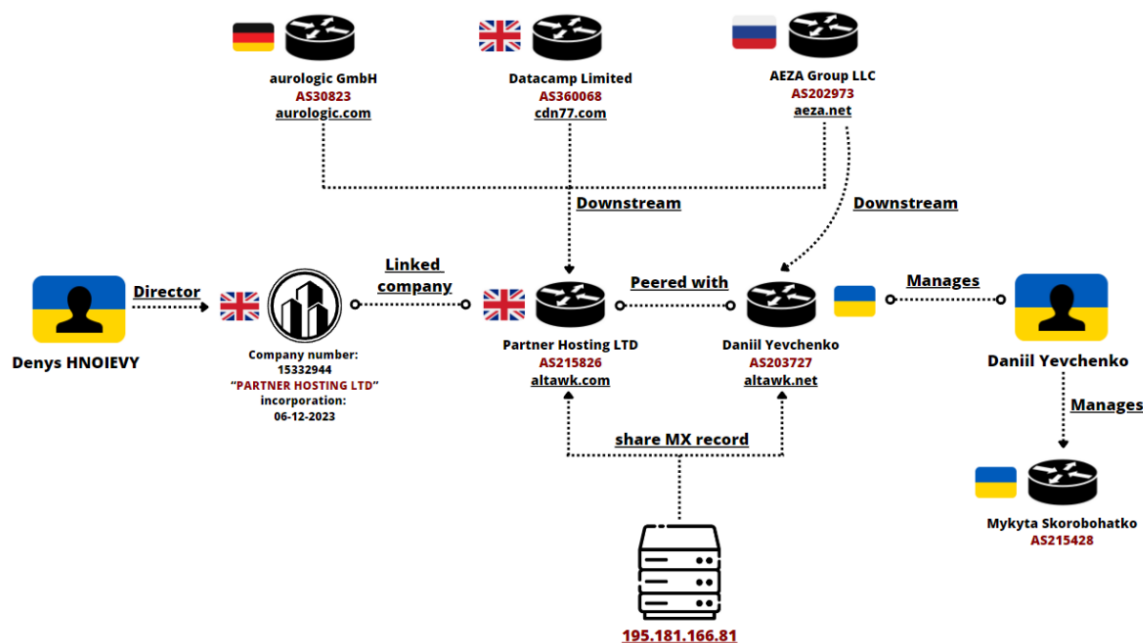 aurologic GmbH
AS30823
aurologic.com
Datacamp Limited
AS360068
cdn77.com
AEZA Group LLC
AS202973
aeza.net
Downstream
Downstream
Director
Linked
company
Peered with
Manages
Denys HNOIEVY
Company number:
15332944
“PARTNER HOSTING LTD”
incorporation:
06-12-2023
Partner Hosting LTD
AS215826
altawk.com
Daniil Yevchenko
AS203727
altawk.net
Daniil Yevchenko
Manages
share MX record
Mykyta Skorobohatko
AS215428
195.181.166.81